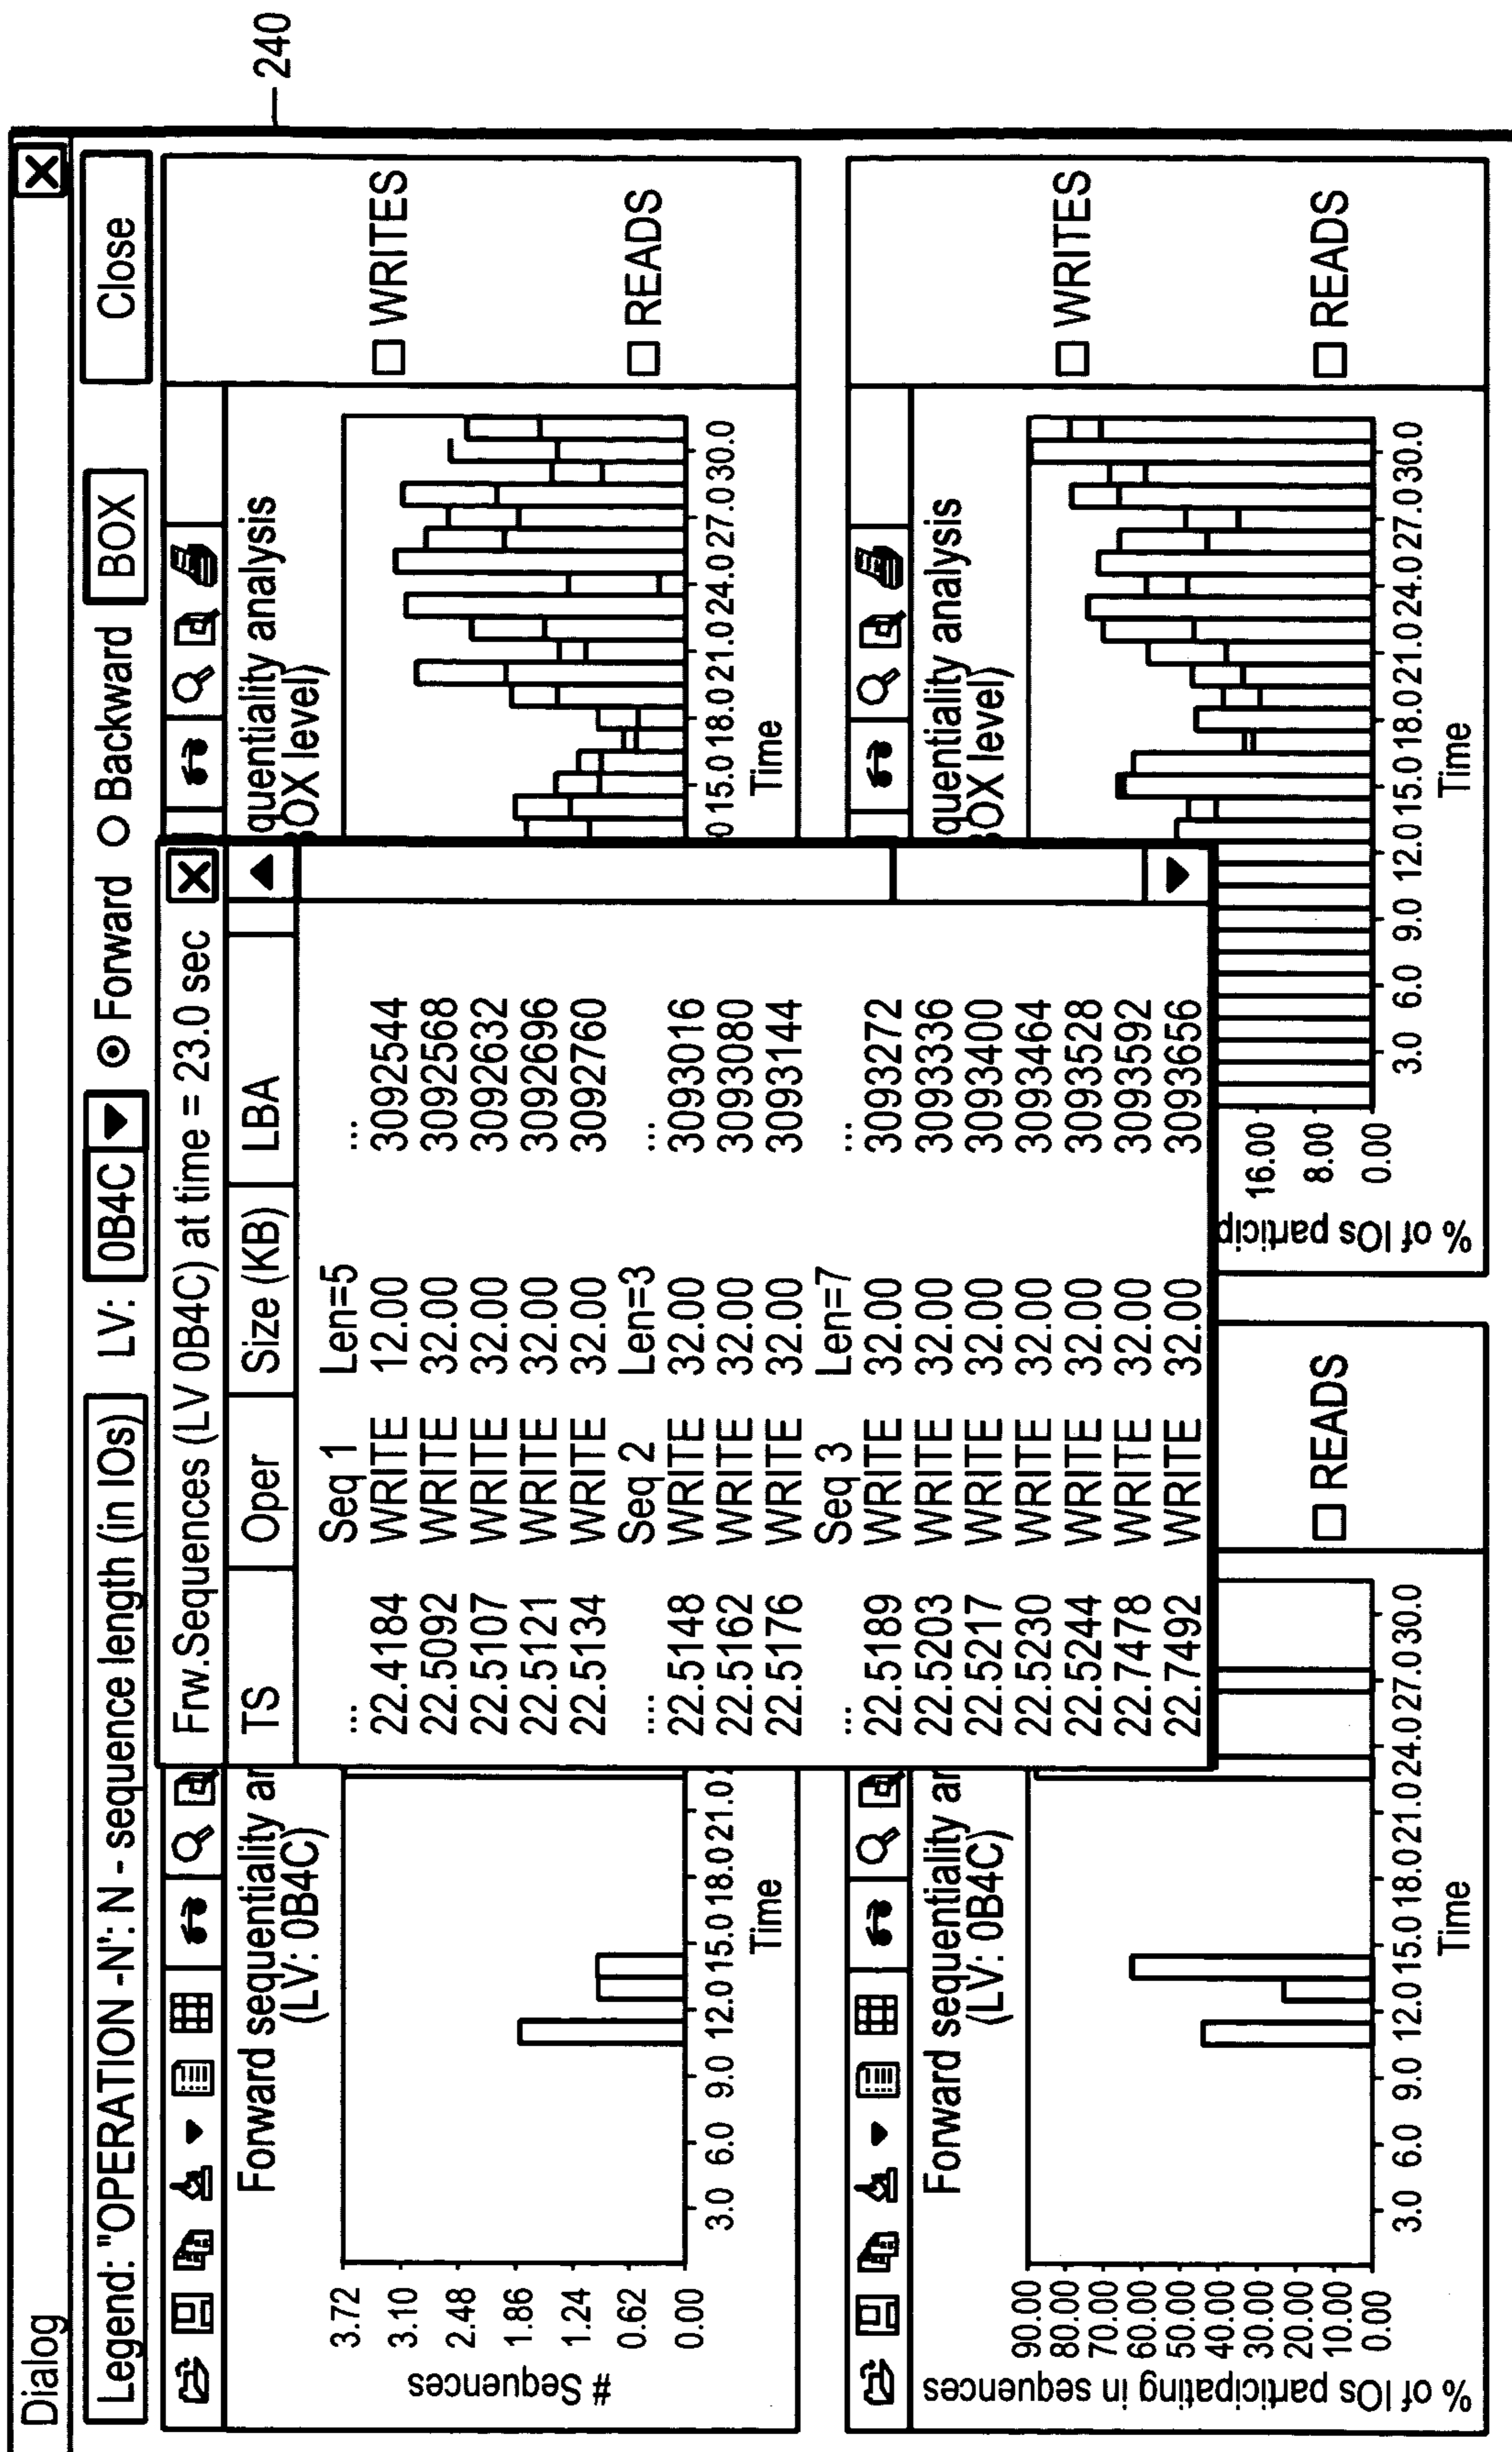 Dialog
Legend: "OPERATION -N': N - sequence length (in IOs) LV: 0B4C Forward Backward BOX Close
Frw.Sequences (LV 0B4C) at time = 23.0 sec
TS Oper Size (KB) LBA
... Seq 1 Len=5 ...
22.4184 WRITE 12.00 3092544
22.5092 WRITE 32.00 3092568
22.5107 WRITE 32.00 3092632
22.5121 WRITE 32.00 3092696
22.5134 WRITE 32.00 3092760
.... Seq 2 Len=3 ...
22.5148 WRITE 32.00 3093016
22.5162 WRITE 32.00 3093080
22.5176 WRITE 32.00 3093144
... Seq 3 Len=7 ...
22.5189 WRITE 32.00 3093272
22.5203 WRITE 32.00 3093336
22.5217 WRITE 32.00 3093400
22.5230 WRITE 32.00 3093464
22.5244 WRITE 32.00 3093528
22.7478 WRITE 32.00 3093592
22.7492 WRITE 32.00 3093656
Forward sequentiality ar
(LV: 0B4C)
# Sequences
3.72
3.10
2.48
1.86
1.24
0.62
0.00
3.0 6.0 9.0 12.0 15.0 18.0 21.0
Time
quentiality analysis
OX level)
0 15.0 18.0 21.0 24.0 27.0 30.0
Time
WRITES
READS
Forward sequentiality ar
(LV: 0B4C)
% of IOs participating in sequences
90.00
80.00
70.00
60.00
50.00
40.00
30.00
20.00
10.00
0.00
3.0 6.0 9.0 12.0 15.0 18.0 21.0 24.0 27.0 30.0
Time
READS
quentiality analysis
OX level)
% of IOs particip
16.00
8.00
0.00
3.0 6.0 9.0 12.0 15.0 18.0 21.0 24.0 27.0 30.0
Time
WRITES
READS
240